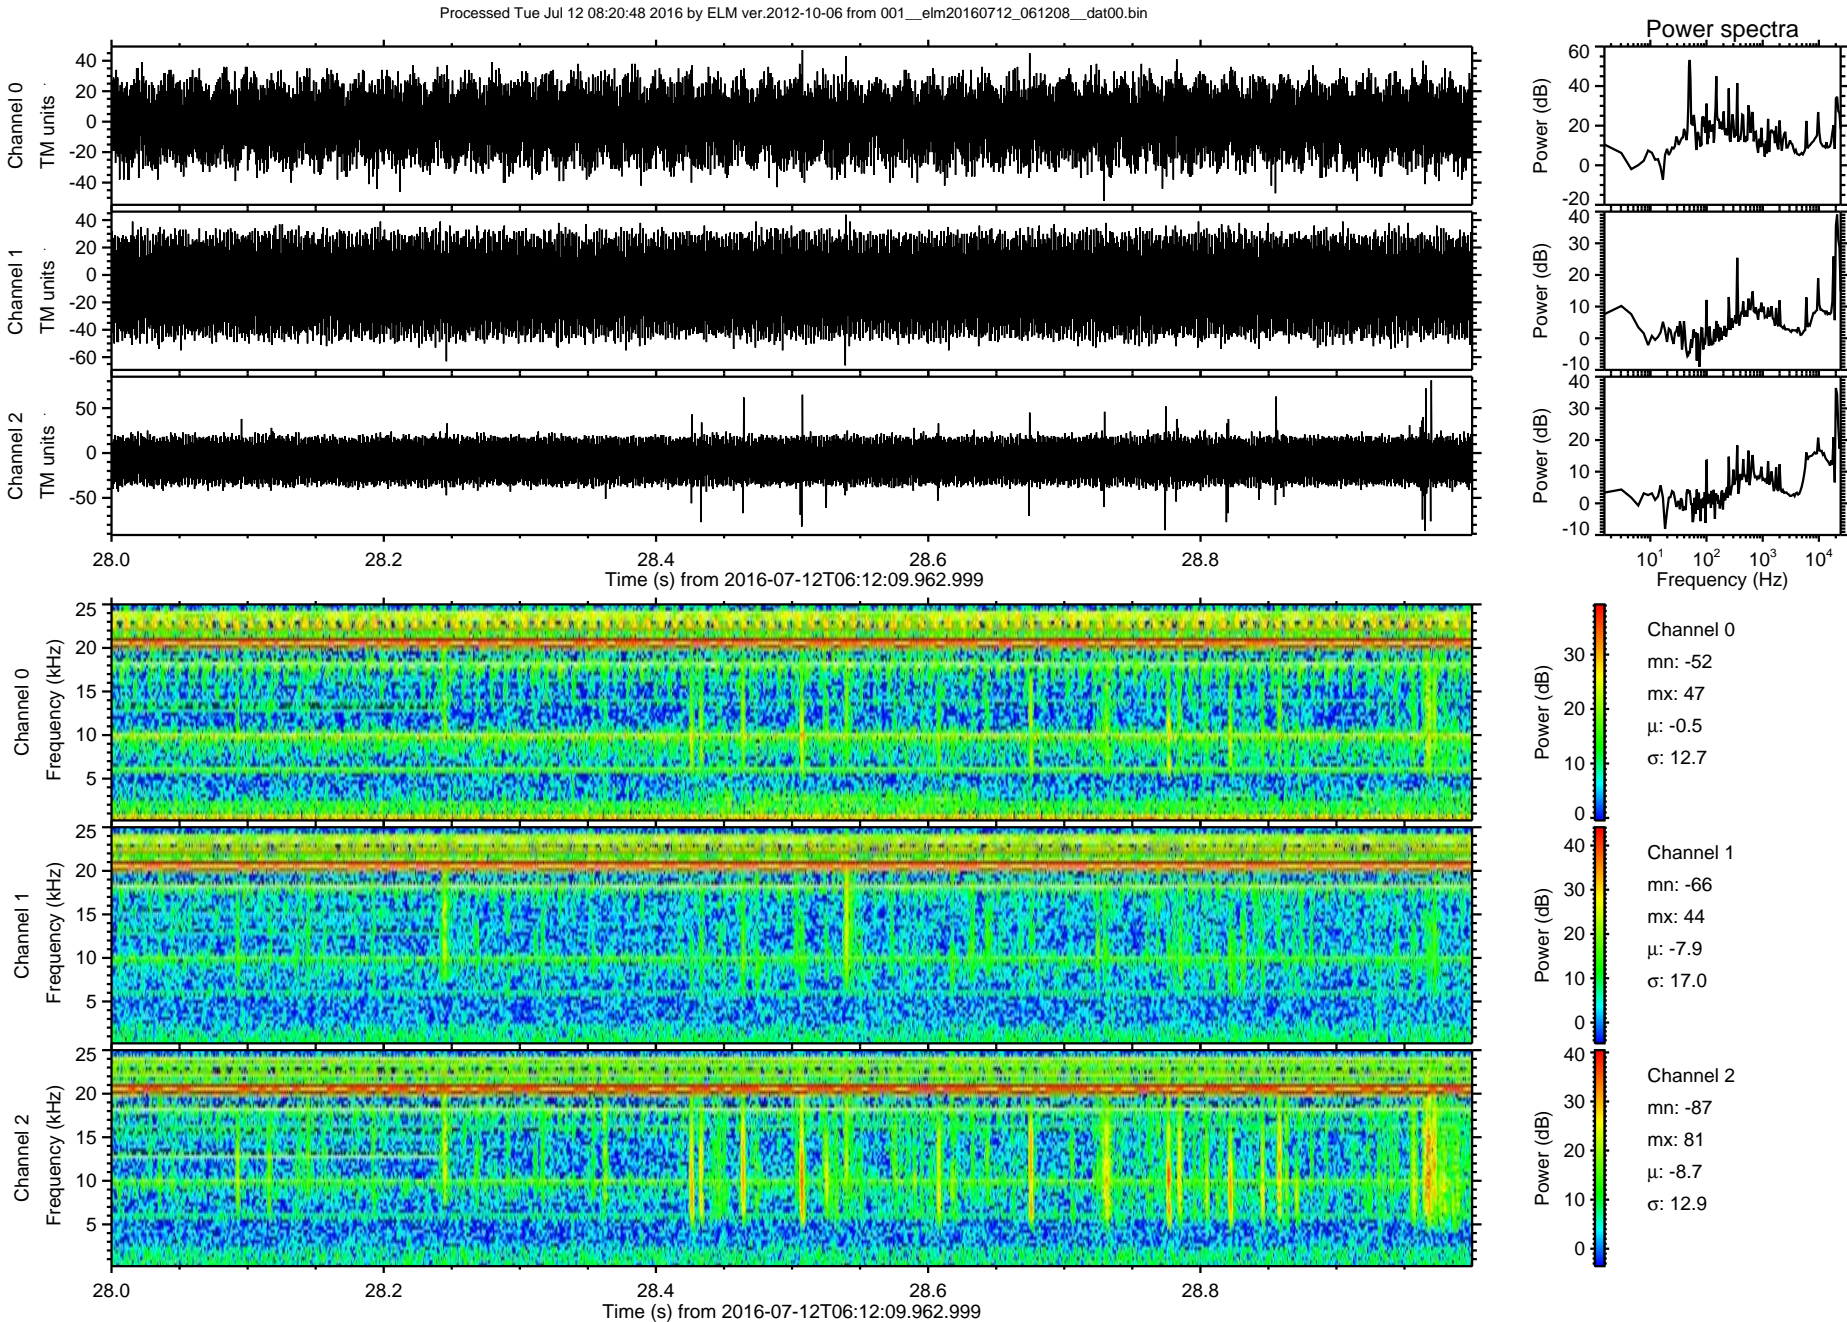 Processed Tue Jul 12 08:20:48 2016 by ELM ver.2012-10-06 from 001__elm20160712_061208__dat00.bin
Power spectra
Channel 0
TM units
40
20
0
-20
-40
Power (dB)
60
40
20
0
-20
Channel 1
TM units
40
20
0
-20
-40
-60
Power (dB)
40
30
20
10
0
-10
Channel 2
TM units
50
0
-50
Power (dB)
40
30
20
10
0
-10
28.0 28.2 28.4 28.6 28.8
Time (s) from 2016-07-12T06:12:09.962.999
10^1 10^2 10^3 10^4
Frequency (Hz)
Channel 0
Frequency (kHz)
25
20
15
10
5
Power (dB)
30
20
10
0
Channel 0
mn: -52
mx: 47
μ: -0.5
σ: 12.7
Channel 1
Frequency (kHz)
25
20
15
10
5
Power (dB)
40
30
20
10
0
Channel 1
mn: -66
mx: 44
μ: -7.9
σ: 17.0
Channel 2
Frequency (kHz)
25
20
15
10
5
Power (dB)
40
30
20
10
0
Channel 2
mn: -87
mx: 81
μ: -8.7
σ: 12.9
28.0 28.2 28.4 28.6 28.8
Time (s) from 2016-07-12T06:12:09.962.999